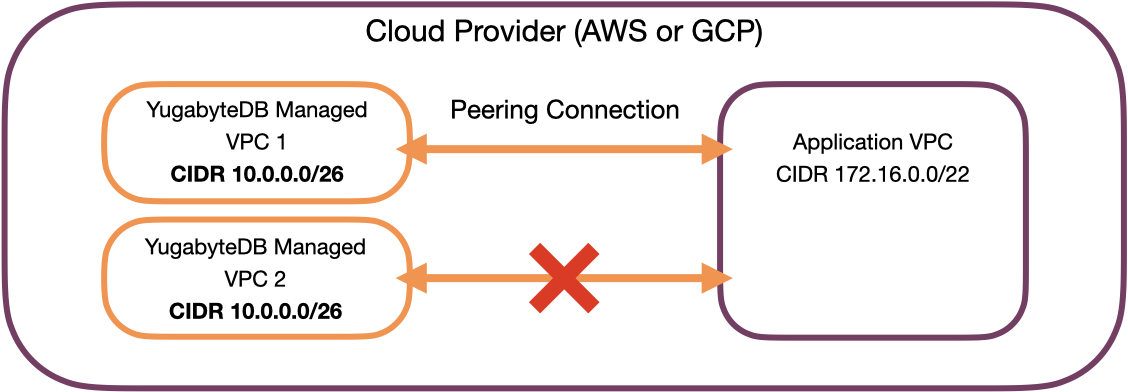 Cloud Provider (AWS or GCP)
YugabyteDB Managed
VPC 1
CIDR 10.0.0.0/26
Peering Connection
Application VPC
CIDR 172.16.0.0/22
YugabyteDB Managed
VPC 2
CIDR 10.0.0.0/26